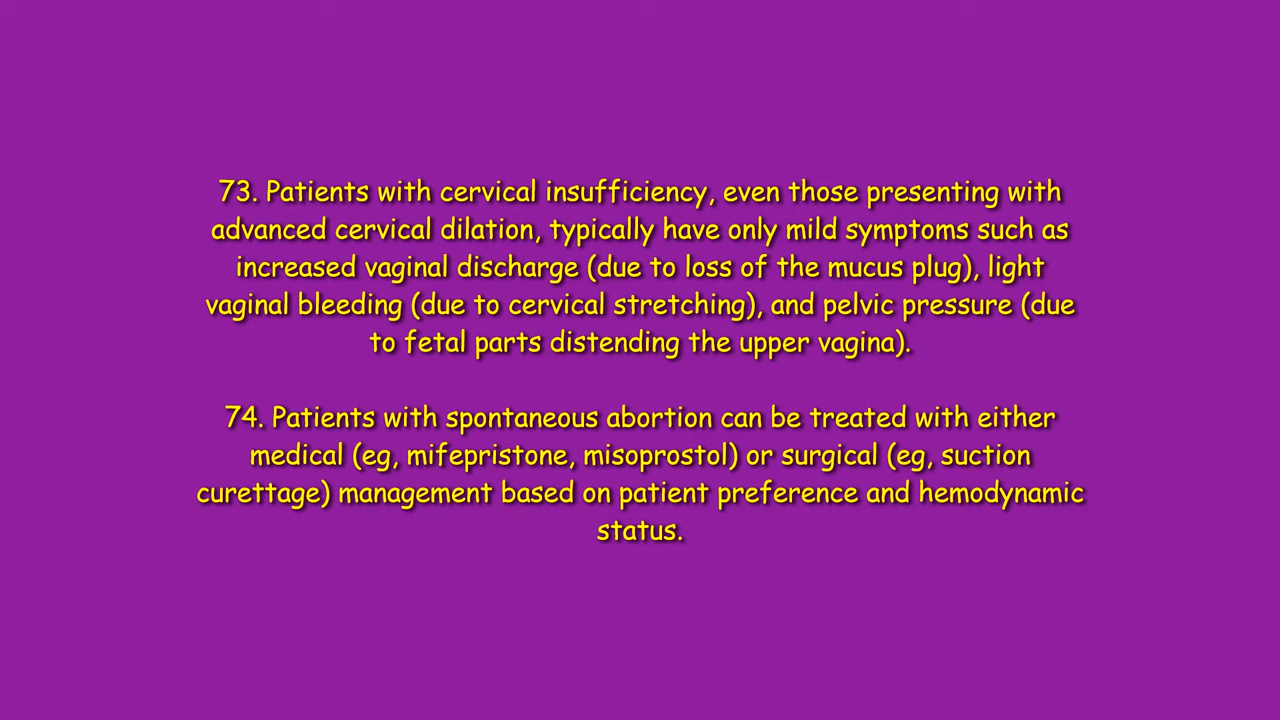 73. Patients with cervical insufficiency, even those presenting with
advanced cervical dilation, typically have only mild symptoms such as
increased vaginal discharge (due to loss of the mucus plug), light
vaginal bleeding (due to cervical stretching), and pelvic pressure (due
to fetal parts distending the upper vagina).
74. Patients with spontaneous abortion can be treated with either
medical (eg, mifepristone, misoprostol) or surgical (eg, suction
curettage) management based on patient preference and hemodynamic
status.